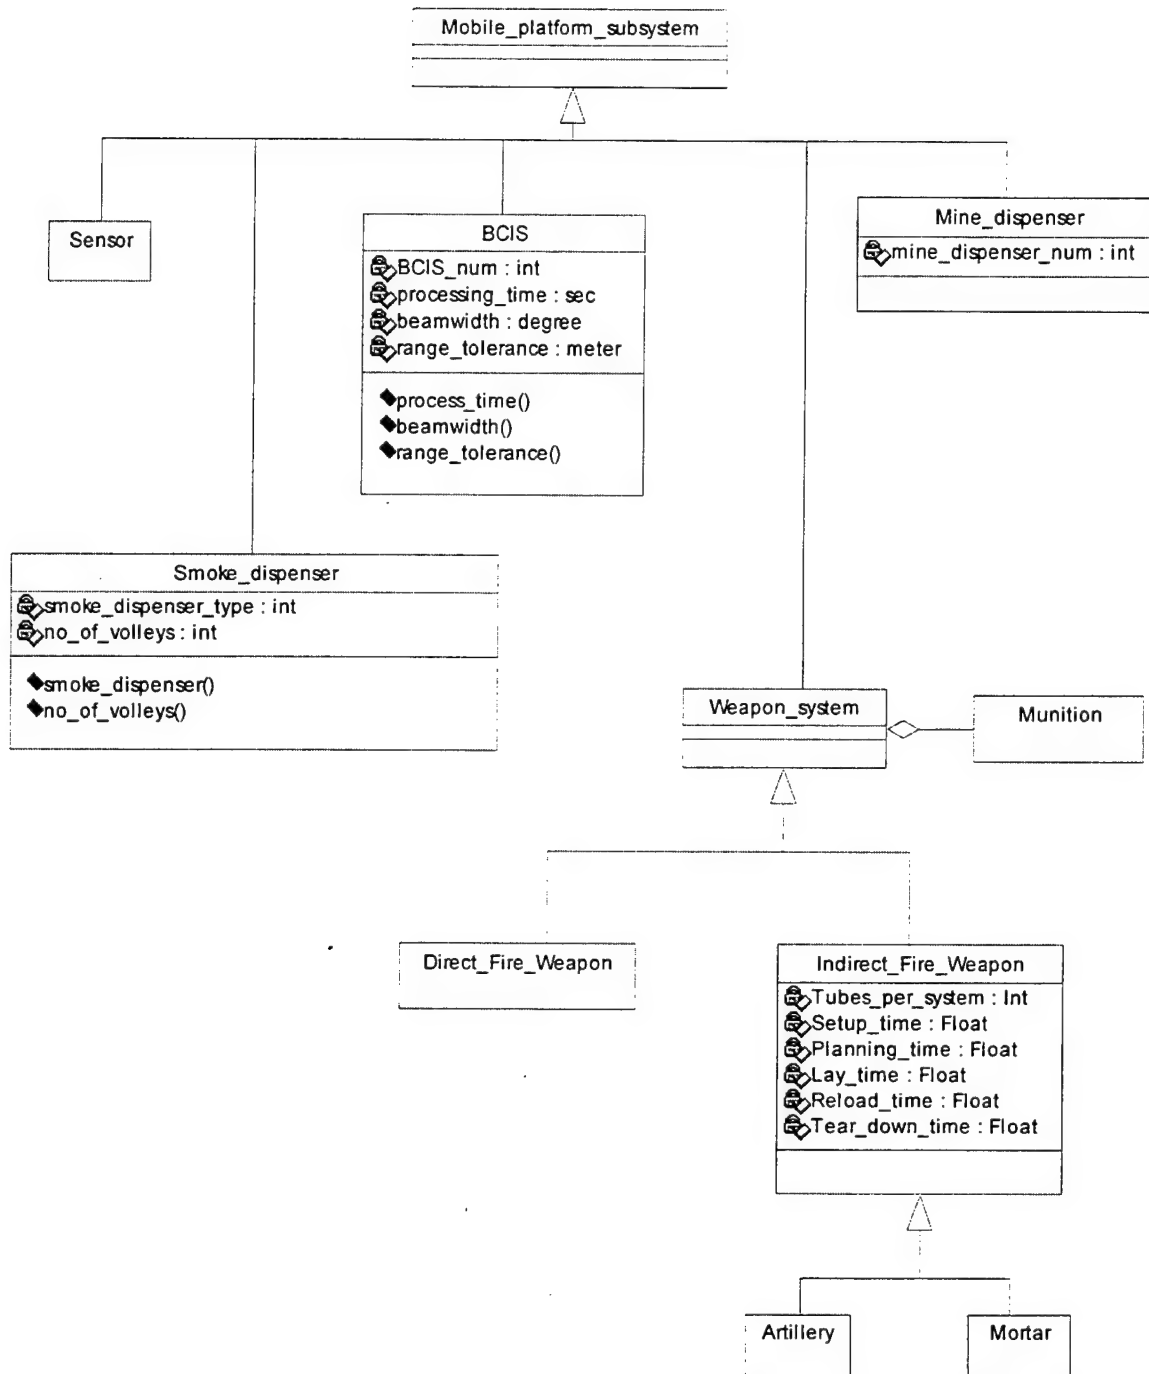 Mobile_platform_subsystem
Sensor
BCIS
BCIS_num : int
processing_time : sec
beamwidth : degree
range_tolerance : meter
process_time()
beamwidth()
range_tolerance()
Mine_dispenser
mine_dispenser_num : int
Smoke_dispenser
smoke_dispenser_type : int
no_of_volleys : int
smoke_dispenser()
no_of_volleys()
Weapon_system
Munition
Direct_Fire_Weapon
Indirect_Fire_Weapon
Tubes_per_system : Int
Setup_time : Float
Planning_time : Float
Lay_time : Float
Reload_time : Float
Tear_down_time : Float
Artillery
Mortar